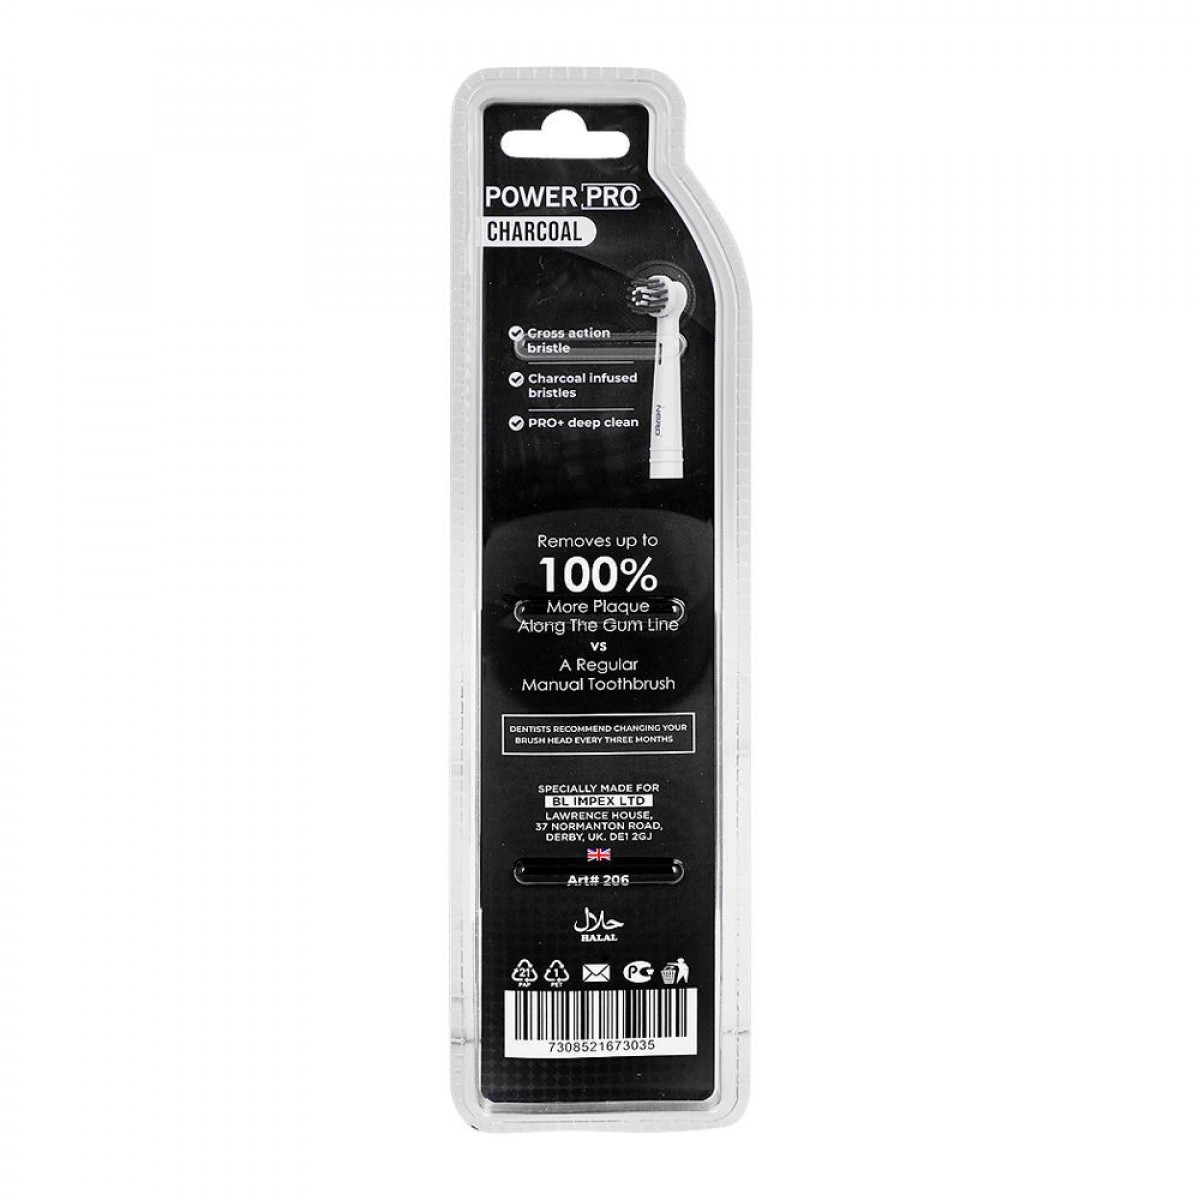 POWER PRO
CHARCOAL
Cross action
bristle
Charcoal infused
bristles
PRO+ deep clean
NBRBD
Removes up to
100%
More Plaque
Along The Gum Line
vs
A Regular
Manual Toothbrush
DENTISTS RECOMMEND CHANGING YOUR
BRUSH HEAD EVERY THREE MONTHS
SPECIALLY MADE FOR
BL IMPEX LTD
LAWRENCE HOUSE,
37 NORMANTON ROAD,
DERBY, UK. DE1 2GJ
Art# 206
حلال
HALAL
21
PAP
1
PET
PG
7308521673035